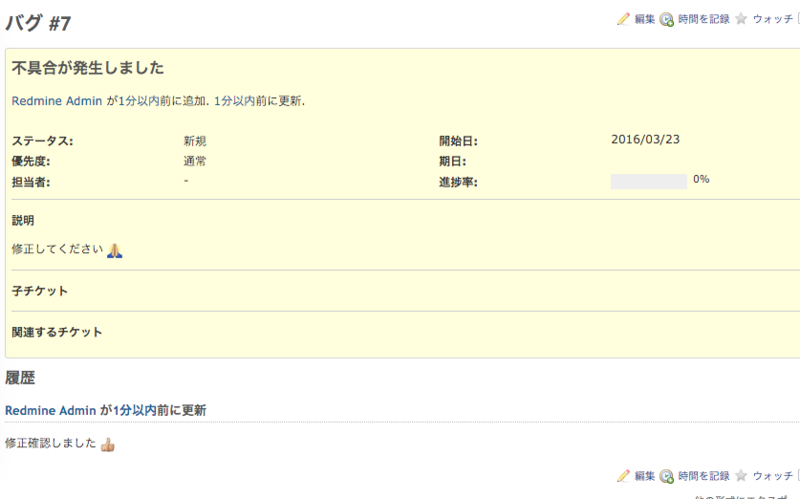 バグ #7
編集 時間を記録 ウォッチ
不具合が発生しました
Redmine Admin が1分以内前に追加. 1分以内前に更新.
ステータス: 新規 開始日: 2016/03/23
優先度: 通常 期日:
担当者: - 進捗率: 0%
説明
修正してください 🙏
子チケット
関連するチケット
履歴
Redmine Admin が1分以内前に更新
修正確認しました 👍
編集 時間を記録 ウォッチ